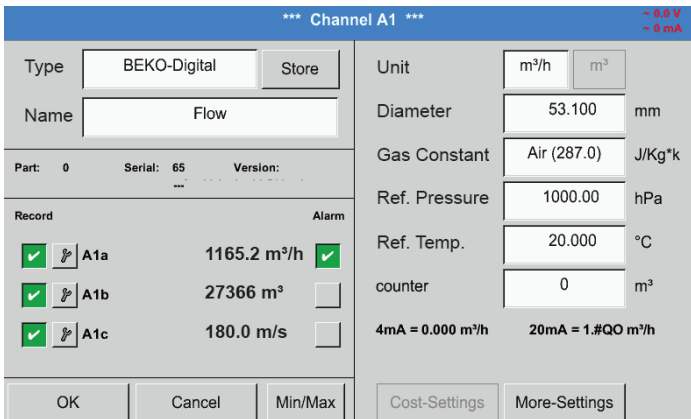 *** Channel A1 ***
~ 0.0 V
~ 0 mA
Type BEKO-Digital Store
Name Flow
Part: 0 Serial: 65 Version:
---
Record Alarm
A1a 1165.2 m³/h
A1b 27366 m³
A1c 180.0 m/s
OK Cancel Min/Max
Unit m³/h m³
Diameter 53.100 mm
Gas Constant Air (287.0) J/Kg*k
Ref. Pressure 1000.00 hPa
Ref. Temp. 20.000 °C
counter 0 m³
4mA = 0.000 m³/h 20mA = 1.#QO m³/h
Cost-Settings More-Settings